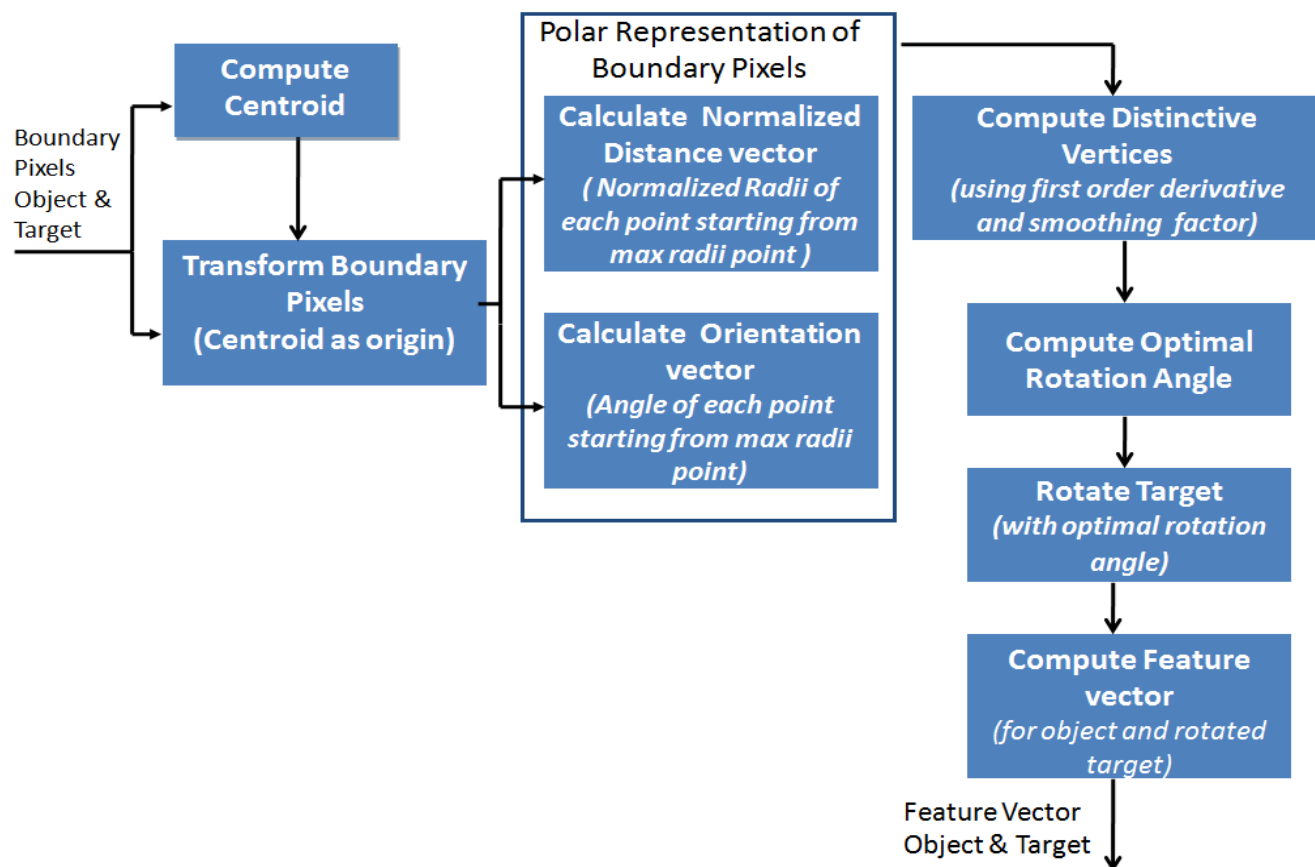 Boundary
Pixels
Object &
Target
Compute
Centroid
Transform Boundary
Pixels
(Centroid as origin)
Polar Representation of
Boundary Pixels
Calculate Normalized
Distance vector
( Normalized Radii of
each point starting from
max radii point )
Calculate Orientation
vector
(Angle of each point
starting from max radii
point)
Compute Distinctive
Vertices
(using first order derivative
and smoothing factor)
Compute Optimal
Rotation Angle
Rotate Target
(with optimal rotation
angle)
Compute Feature
vector
(for object and rotated
target)
Feature Vector
Object & Target